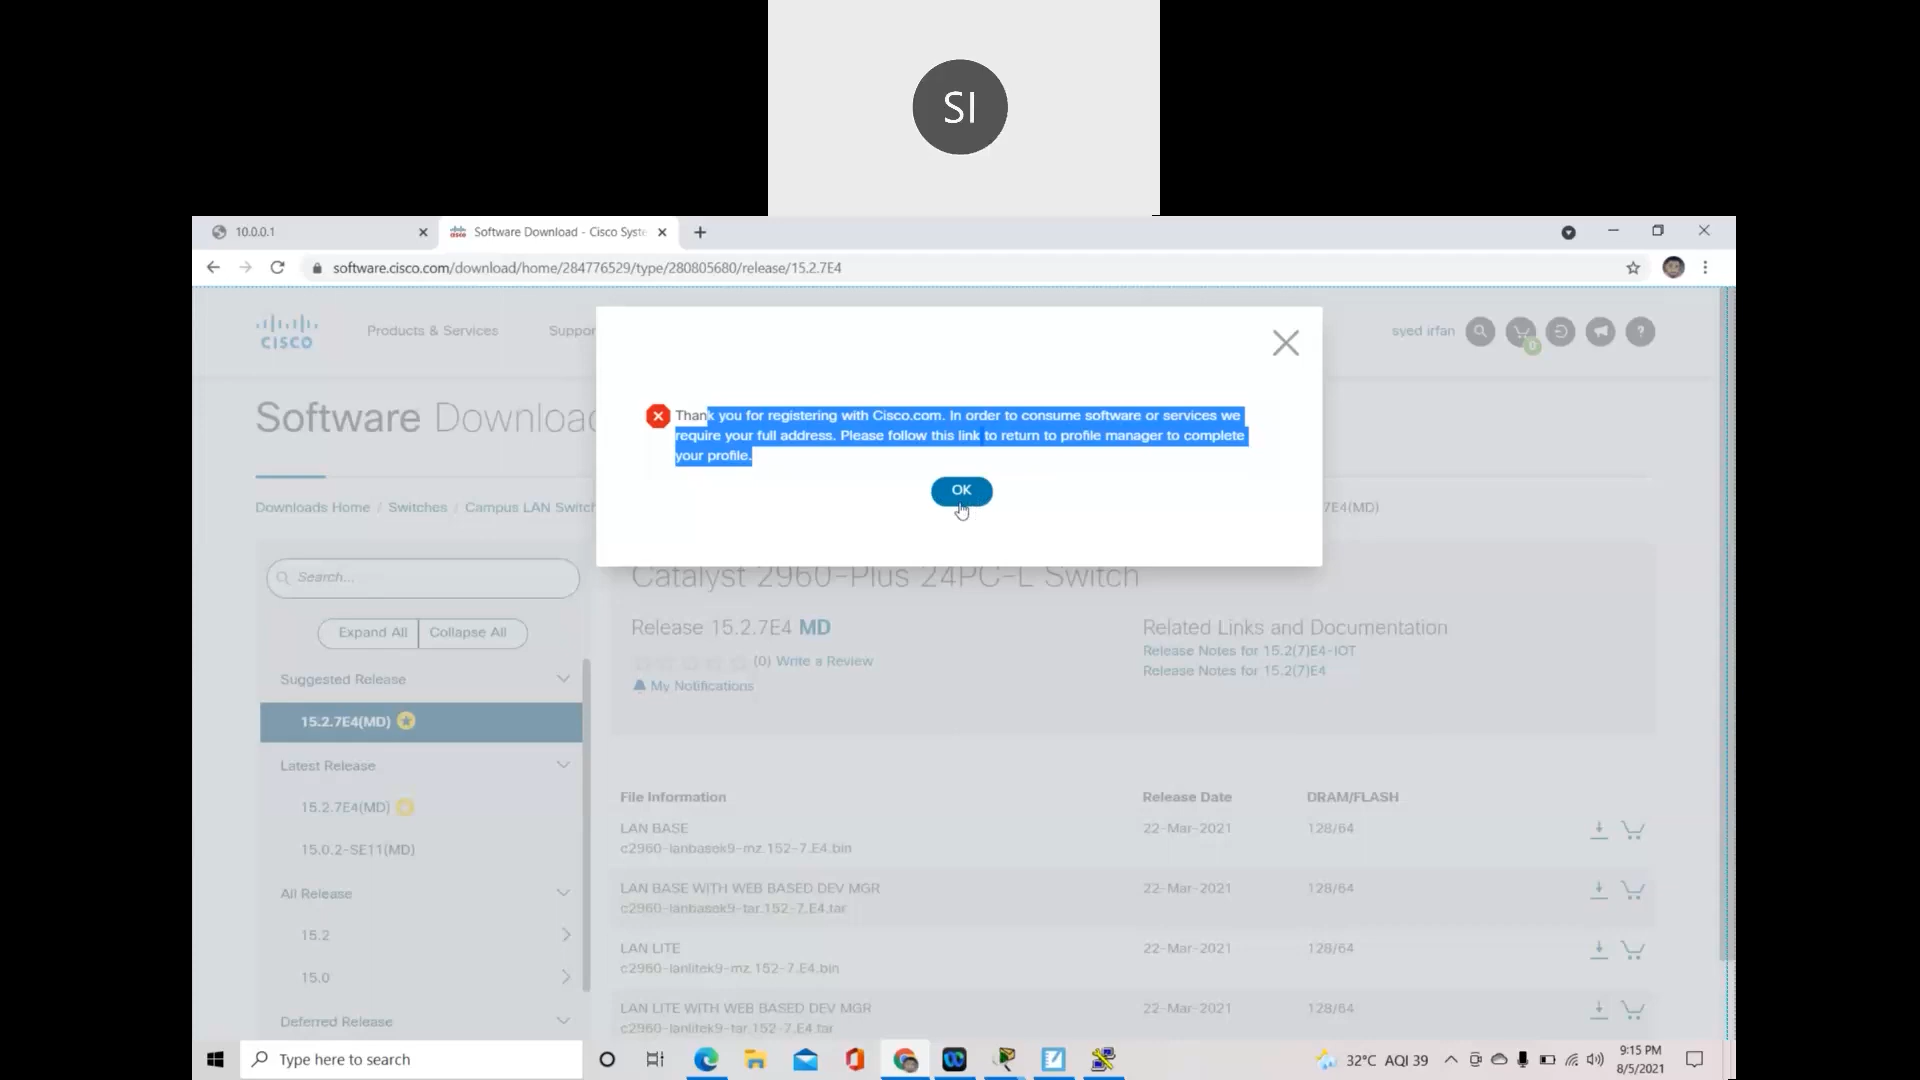 SI
10.0.0.1
Software Download - Cisco Syste
software.cisco.com/download/home/284776529/type/280805680/release/15.2.7E4
CISCO
Products & Services
Suppor
syed irfan
0
?
Thank you for registering with Cisco.com. In order to consume software or services we
require your full address. Please follow this link to return to profile manager to complete
your profile.
OK
Software Downloa
Downloads Home / Switches / Campus LAN Switch
7E4(MD)
Search...
Expand All
Collapse All
Suggested Release
15.2.7E4(MD)
Latest Release
15.2.7E4(MD)
15.0.2-SE11(MD)
All Release
15.2
15.0
Deferred Release
Catalyst 2960-Plus 24PC-L Switch
Release 15.2.7E4 MD
(0) Write a Review
My Notifications
Related Links and Documentation
Release Notes for 15.2(7)E4-IOT
Release Notes for 15.2(7)E4
File Information
Release Date
DRAM/FLASH
LAN BASE
22-Mar-2021
128/64
c2960-lanbasek9-mz.152-7.E4.bin
LAN BASE WITH WEB BASED DEV MGR
22-Mar-2021
128/64
c2960-lanbasek9-tar.152-7.E4.tar
LAN LITE
22-Mar-2021
128/64
c2960-lanlitek9-mz.152-7.E4.bin
LAN LITE WITH WEB BASED DEV MGR
22-Mar-2021
128/64
c2960-lanlitek9-tar.152-7.E4.tar
Type here to search
32°C AQI 39
9:15 PM
8/5/2021